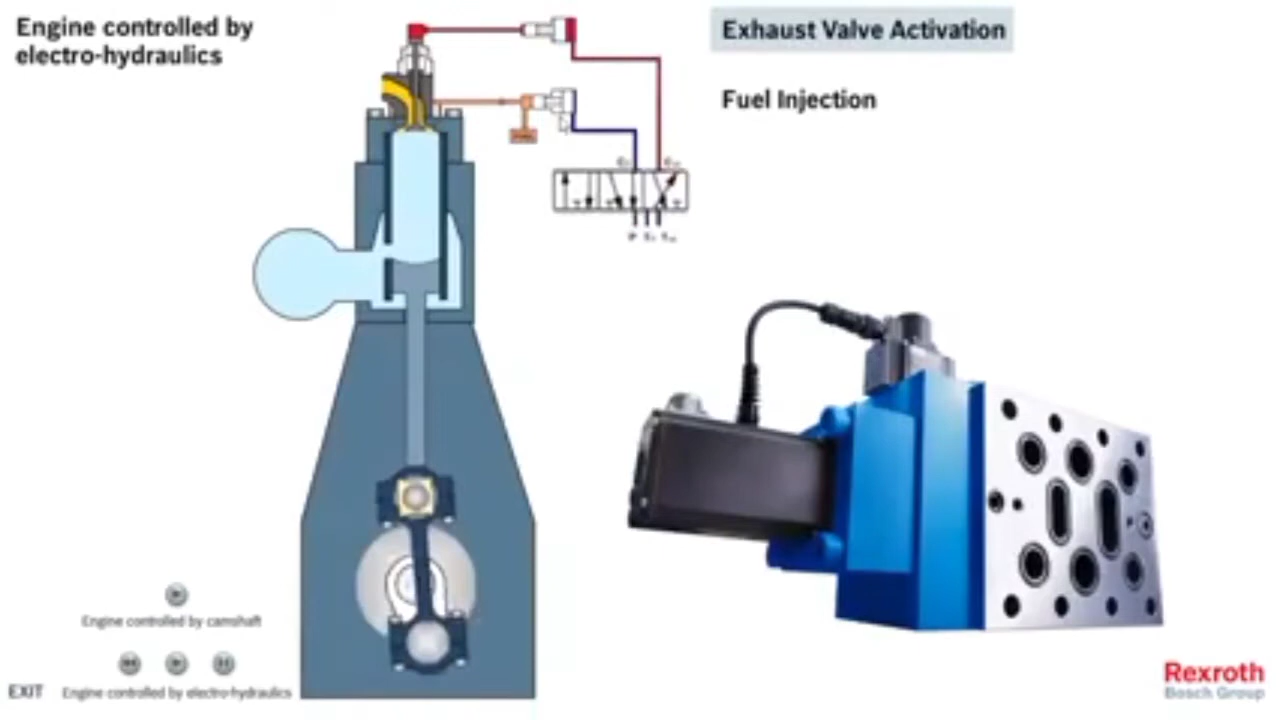 Engine controlled by
electro-hydraulics
Exhaust Valve Activation
Fuel Injection
Engine controlled by camshaft
EXIT
Engine controlled by electro-hydraulics
Rexroth
Bosch Group